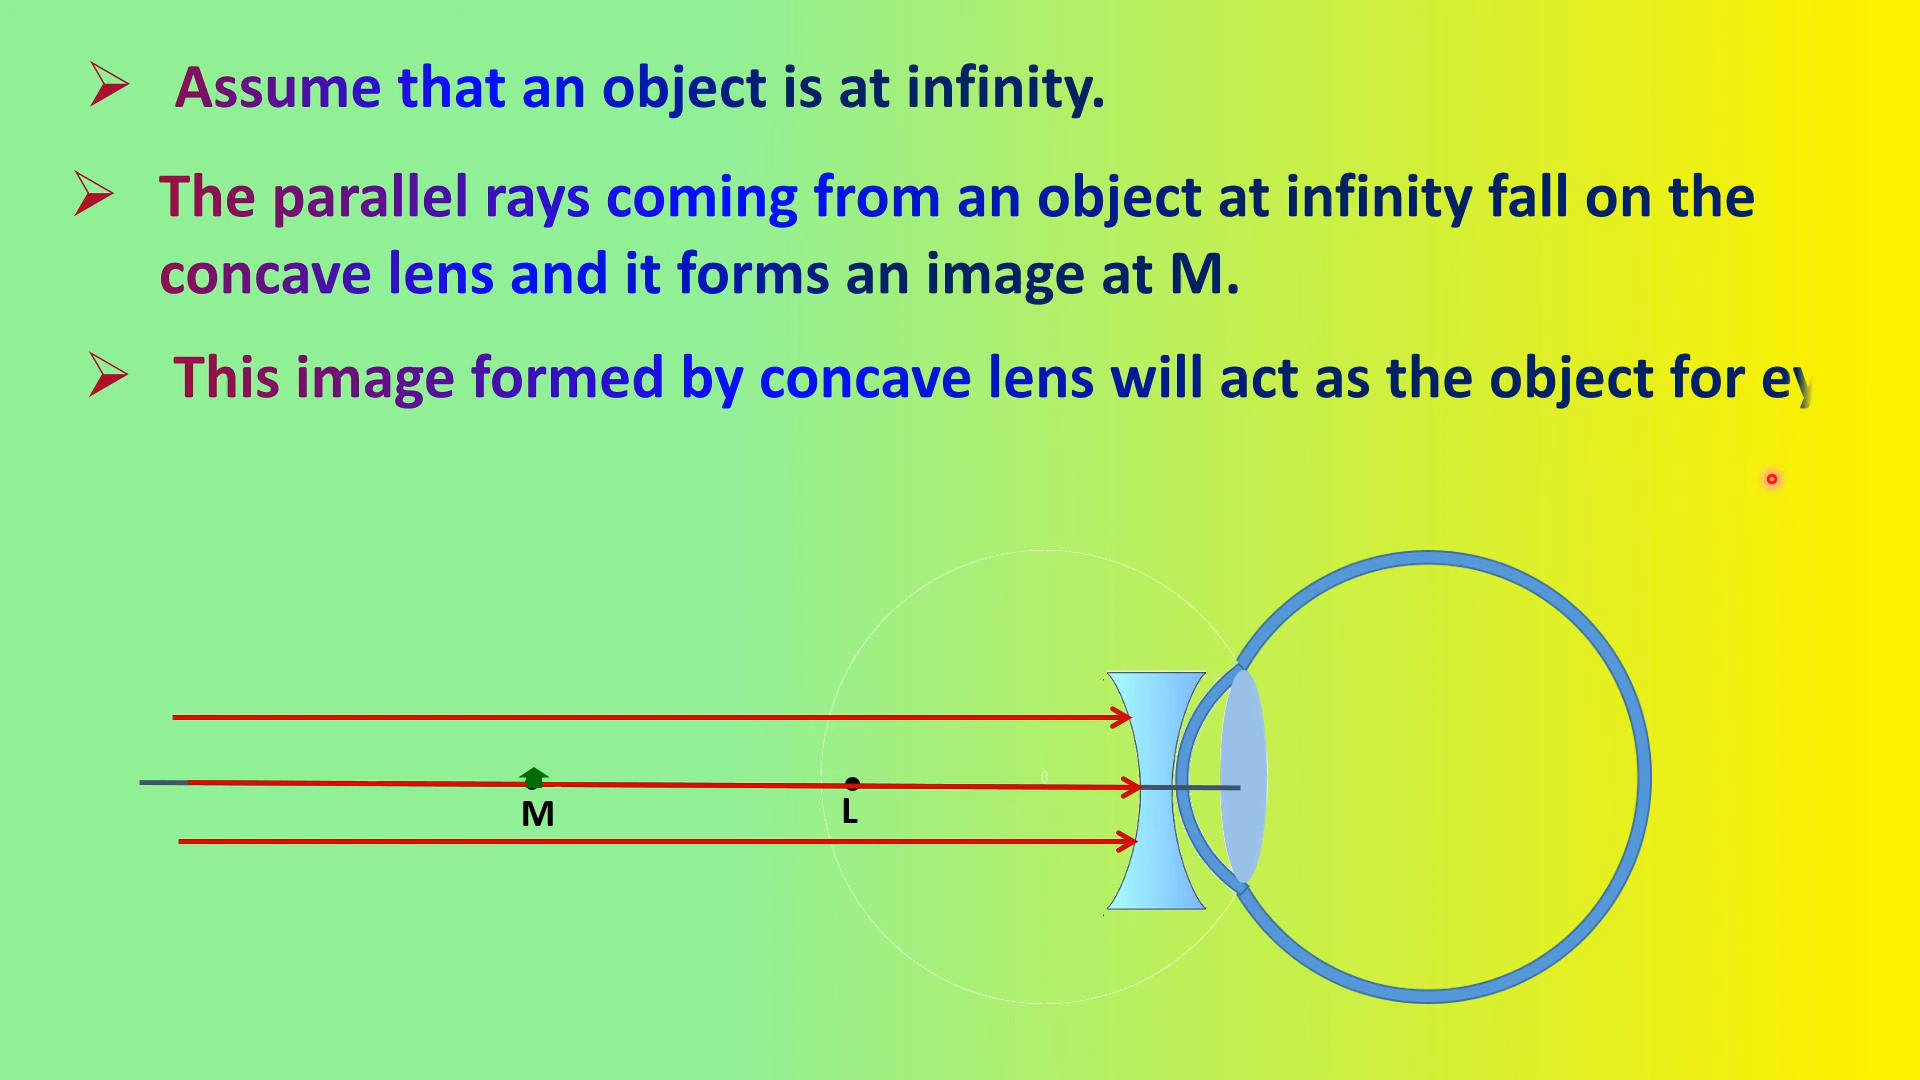 Assume that an object is at infinity.
The parallel rays coming from an object at infinity fall on the
concave lens and it forms an image at M.
This image formed by concave lens will act as the object for
M
L